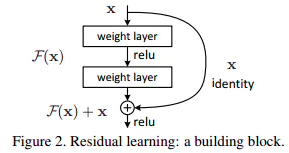 x
weight layer
F(x)
relu
weight layer
x
identity
F(x) + x
relu
Figure 2. Residual learning: a building block.